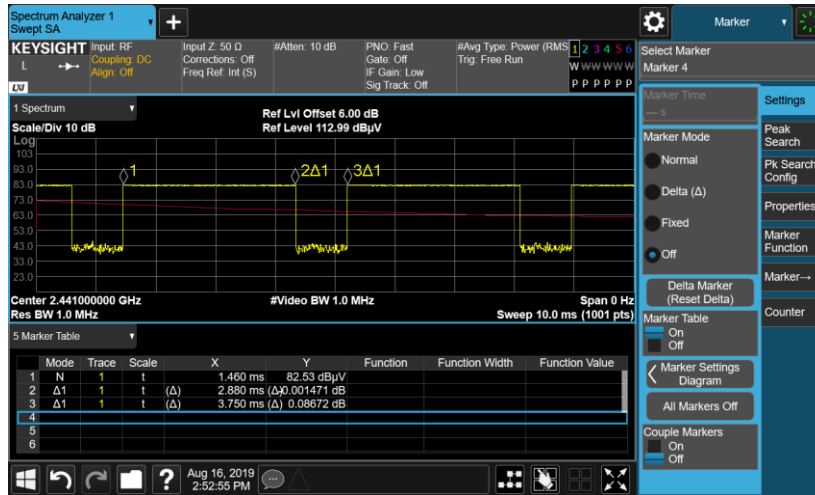 Spectrum Analyzer 1
Swept SA
+
Marker
KEYSIGHT
L
LXI
Input: RF
Coupling: DC
Align: Off
Input Z: 50 Ω
Corrections: Off
Freq Ref: Int (S)
#Atten: 10 dB
PNO: Fast
Gate: Off
IF Gain: Low
Sig Track: Off
#Avg Type: Power (RMS
Trig: Free Run
1 2 3 4 5 6
W W W W W W
P P P P P P
Select Marker
Marker 4
Marker Time
--- s
Settings
Peak Search
Pk Search Config
Properties
Marker Function
Marker→
Counter
Marker Mode
Normal
Delta (Δ)
Fixed
Off
Delta Marker
(Reset Delta)
Marker Table
On
Off
Marker Settings
Diagram
All Markers Off
Couple Markers
On
Off
1 Spectrum
Scale/Div 10 dB
Ref Lvl Offset 6.00 dB
Ref Level 112.99 dBµV
Log
103
93.0
83.0
73.0
63.0
53.0
43.0
33.0
23.0
1
2Δ1
3Δ1
Center 2.441000000 GHz
Res BW 1.0 MHz
#Video BW 1.0 MHz
Span 0 Hz
Sweep 10.0 ms (1001 pts)
5 Marker Table
Mode Trace Scale X Y Function Function Width Function Value
1 N 1 t 1.460 ms 82.53 dBµV
2 Δ1 1 t (Δ) 2.880 ms (Δ) 0.001471 dB
3 Δ1 1 t (Δ) 3.750 ms (Δ) 0.08672 dB
4
5
6
?
Aug 16, 2019
2:52:55 PM